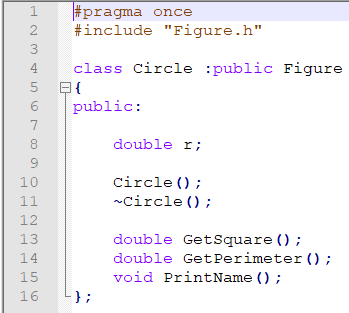 1 #pragma once
2 #include "Figure.h"
3
4 class Circle :public Figure
5 {
6 public:
7
8     double r;
9
10     Circle();
11     ~Circle();
12
13     double GetSquare();
14     double GetPerimeter();
15     void PrintName();
16 };